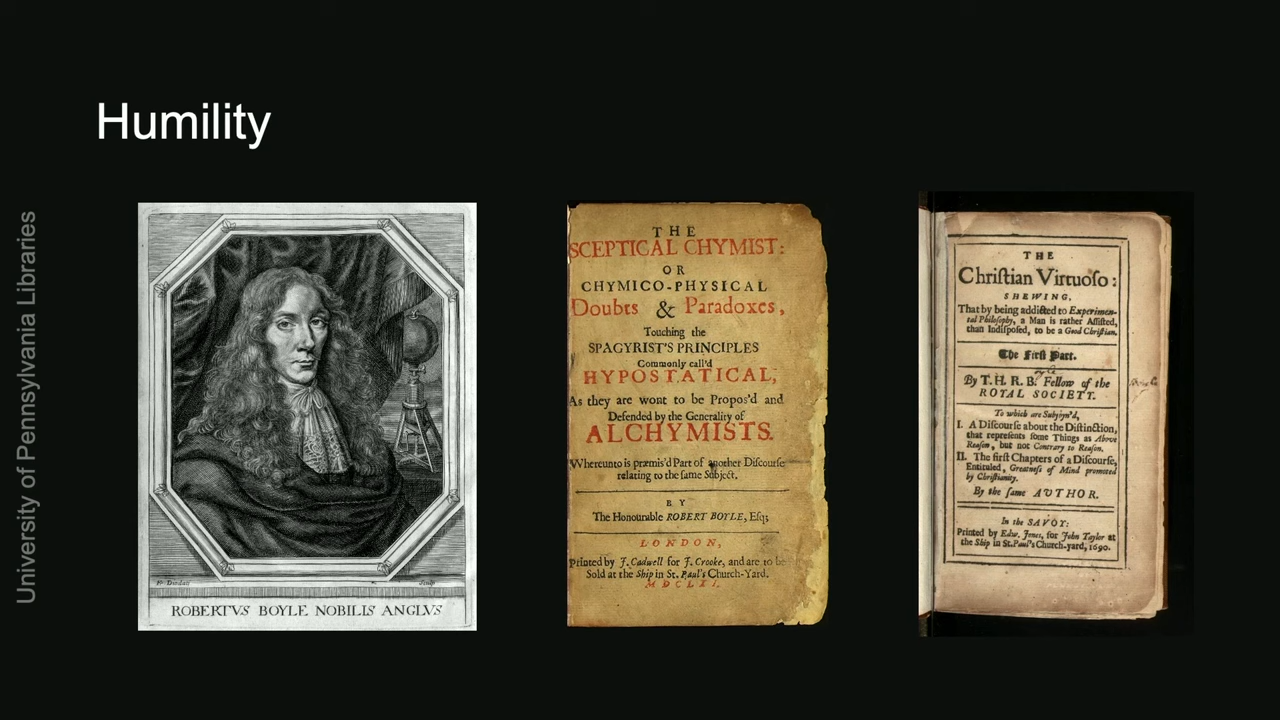 Humility
University of Pennsylvania Libraries
ROBERTVS BOYLE NOBILIS ANGLVS
THE
SCEPTICAL CHYMIST:
OR
CHYMICO-PHYSICAL
Doubts & Paradoxes,
Touching the
SPAGYRIST'S PRINCIPLES
Commonly call'd
HYPOSTATICAL,
As they are wont to be Propos'd and
Defended by the Generality of
ALCHYMISTS.
Whereunto is præmis'd Part of another Discourse
relating to the same Subject.
BY
The Honourable ROBERT BOYLE, Esq;
LONDON,
Printed by J. Cadwell for J. Crooke, and are to be
Sold at the Ship in St. Paul's Church-Yard.
MDCLXI.
THE
Chriſtian Virtuoſo:
SHEWING,
That by being addicted to Experimen-
tal Philoſophy, a Man is rather Aſſiſted,
than Indiſpoſed, to be a Good Chriſtian.
The Firſt Part.
By T. H. R. B. Fellow of the
ROYAL SOCIETY.
To which are Subjoyn'd,
I. A Diſcourſe about the Diſtinction,
that repreſents ſome Things as Above
Reaſon, but not Contrary to Reaſon.
II. The firſt Chapters of a Diſcourſe,
Entituled, Greatneſs of Mind promoted
by Chriſtianity.
By the ſame AUTHOR.
In the SAVOY:
Printed by Edw. Jones, for John Taylor at
the Ship in St. Paul's Church-yard, 1690.